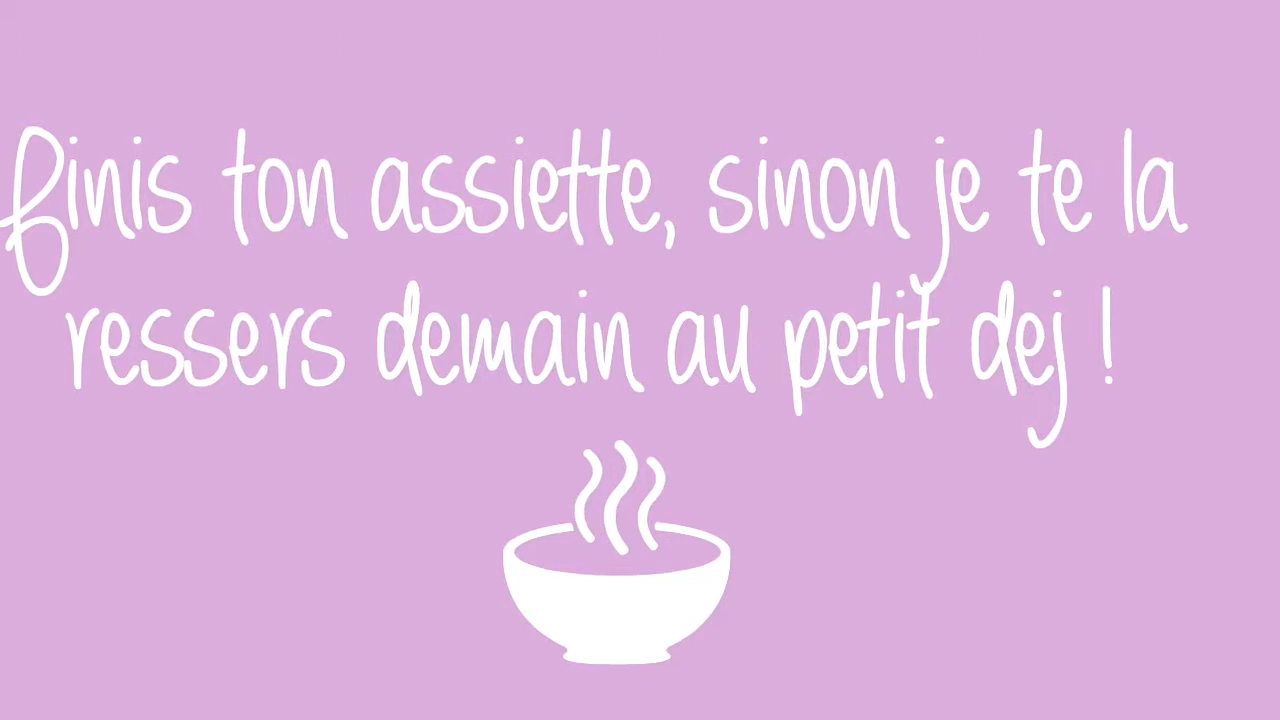 finis ton assiette, sinon je te la
ressers demain au petit dej !